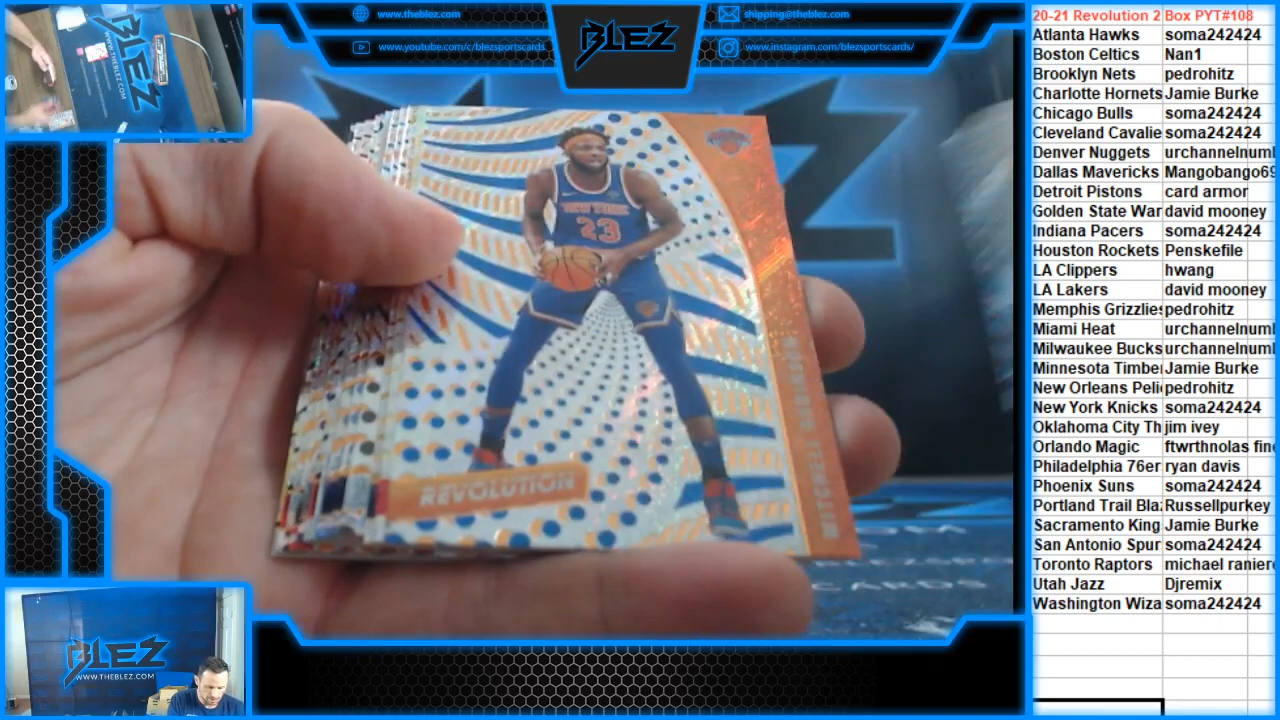 www.theblez.com
shipping@theblez.com
www.youtube.com/c/blezsportscards
BLEZ
www.instagram.com/blezsportscards/
BLEZ
WWW.THEBLEZ.COM
NEW YORK
23
REVOLUTION
MITCHELL ROBINSON
BLEZ
WWW.THEBLEZ.COM
20-21 Revolution 2 Box PYT#108
Atlanta Hawks soma242424
Boston Celtics Nan1
Brooklyn Nets pedrohitz
Charlotte Hornets Jamie Burke
Chicago Bulls soma242424
Cleveland Cavalie soma242424
Denver Nuggets urchannelnuml
Dallas Mavericks Mangobango69
Detroit Pistons card armor
Golden State War david mooney
Indiana Pacers soma242424
Houston Rockets Penskefile
LA Clippers hwang
LA Lakers david mooney
Memphis Grizzlies pedrohitz
Miami Heat urchannelnuml
Milwaukee Bucks urchannelnuml
Minnesota Timbe Jamie Burke
New Orleans Peli pedrohitz
New York Knicks soma242424
Oklahoma City Th jim ivey
Orlando Magic ftwrthnolas fin
Philadelphia 76er ryan davis
Phoenix Suns soma242424
Portland Trail Bla Russellpurkey
Sacramento King Jamie Burke
San Antonio Spur soma242424
Toronto Raptors michael ranier
Utah Jazz Djremix
Washington Wiza soma242424